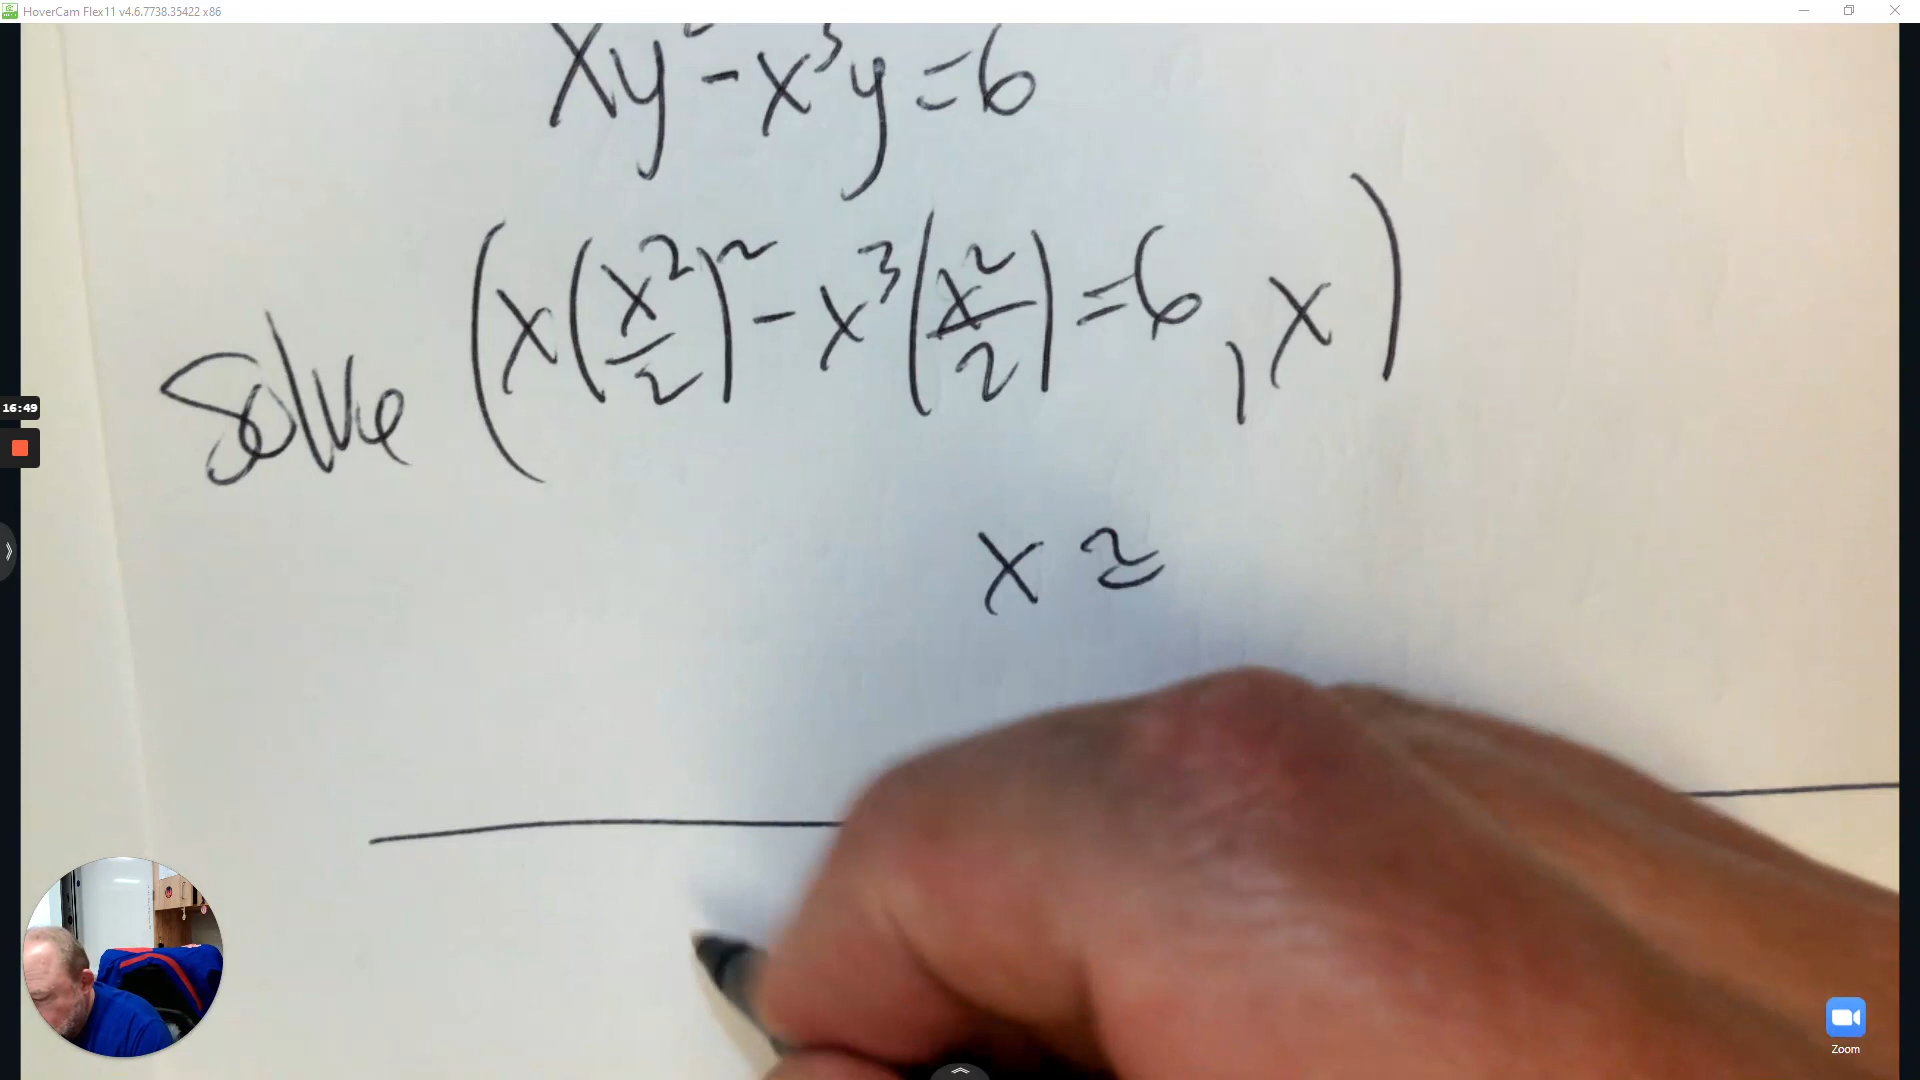 HoverCam Flex11 v4.6.7738.35422 x86
xy² - x³y = 6
Solve (x(x²/2)² - x³(x²/2) = 6, x)
16:49
x ≈
Zoom